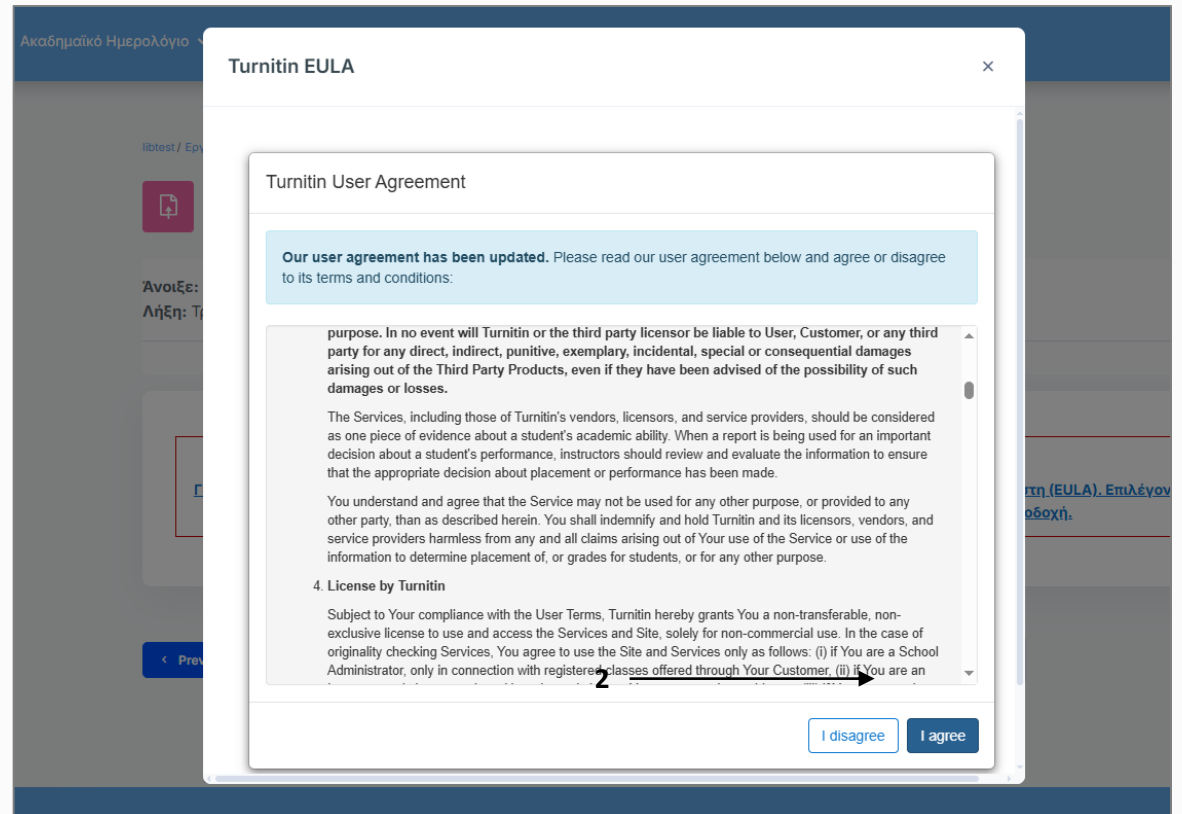 Ακαδημαϊκό Ημερολόγιο
Turnitin EULA
×
libtest / Εργ
Turnitin User Agreement
Our user agreement has been updated. Please read our user agreement below and agree or disagree
to its terms and conditions:
Άνοιξε:
Λήξη: Τρ
purpose. In no event will Turnitin or the third party licensor be liable to User, Customer, or any third
party for any direct, indirect, punitive, exemplary, incidental, special or consequential damages
arising out of the Third Party Products, even if they have been advised of the possibility of such
damages or losses.
The Services, including those of Turnitin's vendors, licensors, and service providers, should be considered
as one piece of evidence about a student's academic ability. When a report is being used for an important
decision about a student's performance, instructors should review and evaluate the information to ensure
that the appropriate decision about placement or performance has been made.
You understand and agree that the Service may not be used for any other purpose, or provided to any
other party, than as described herein. You shall indemnify and hold Turnitin and its licensors, vendors, and
service providers harmless from any and all claims arising out of Your use of the Service or use of the
information to determine placement of, or grades for students, or for any other purpose.
4. License by Turnitin
Subject to Your compliance with the User Terms, Turnitin hereby grants You a non-transferable, non-
exclusive license to use and access the Services and Site, solely for non-commercial use. In the case of
originality checking Services, You agree to use the Site and Services only as follows: (i) if You are a School
Administrator, only in connection with registered classes offered through Your Customer, (ii) if You are an
2
στη (EULA). Επιλέγον
οδοχή.
Prev
I disagree
I agree